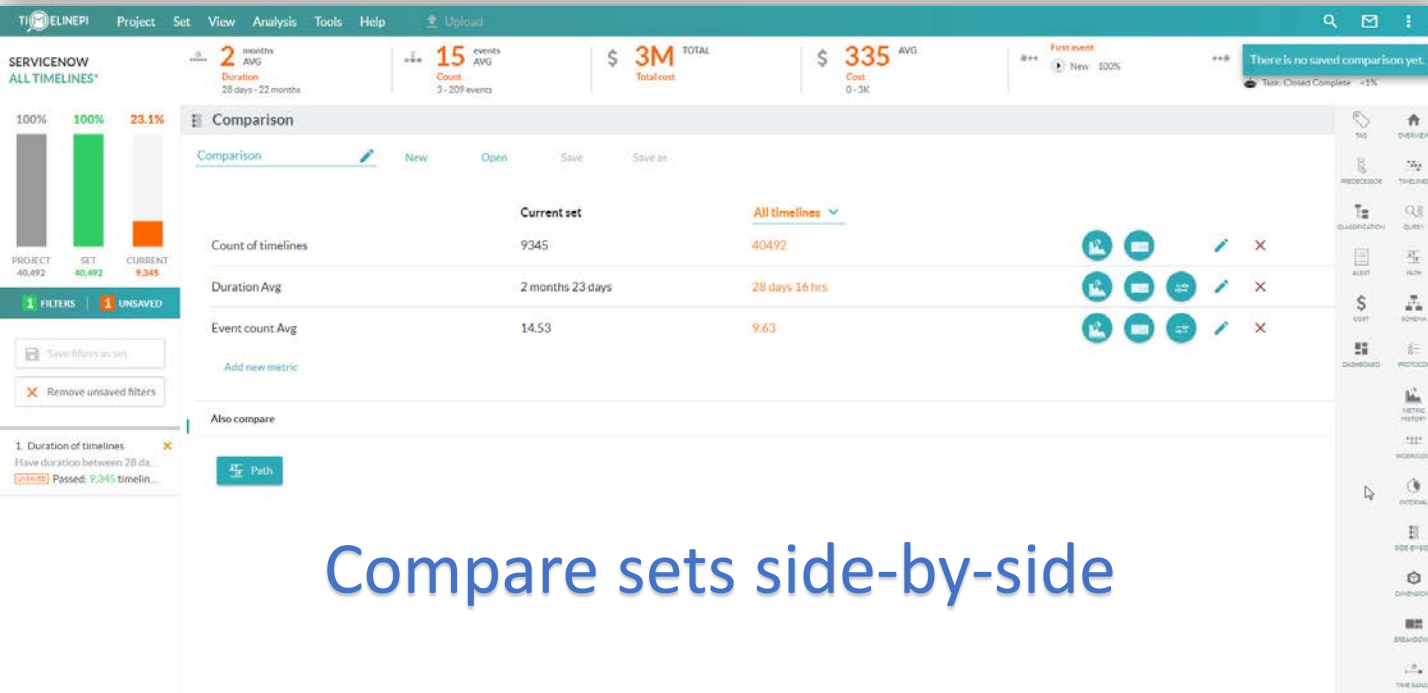 TIMELINEPI Project Set View Analysis Tools Help Upload
SERVICENOW
ALL TIMELINES*
2 months AVG
Duration
28 days - 22 months
15 events AVG
Count
3 - 209 events
$ 3M TOTAL
Total cost
$ 335 AVG
Cost
0 - 3K
First event
New 100%
There is no saved comparison yet.
Task: Closed Complete <1%
100% 100% 23.1%
PROJECT SET CURRENT
40,492 40,492 9,345
1 FILTERS 1 UNSAVED
Save filters as set
Remove unsaved filters
1. Duration of timelines
Have duration between 28 da...
UNSAVED Passed: 9,345 timelin...
Comparison
Comparison New Open Save Save as
Current set All timelines
Count of timelines 9345 40492
Duration Avg 2 months 23 days 28 days 16 hrs
Event count Avg 14.53 9.63
Add new metric
Also compare
Path
Compare sets side-by-side
TAG OVERVIEW
PREDECESSOR TIMELINES
CLASSIFICATION QUERY
ALERT PATH
COST SCHEMA
DASHBOARD PROTOCOL
METRIC
HISTORY
WORKFLOW
INTERVAL
SIDE-BY-SIDE
DIMENSION
BREAKDOWN
TIME RANGE